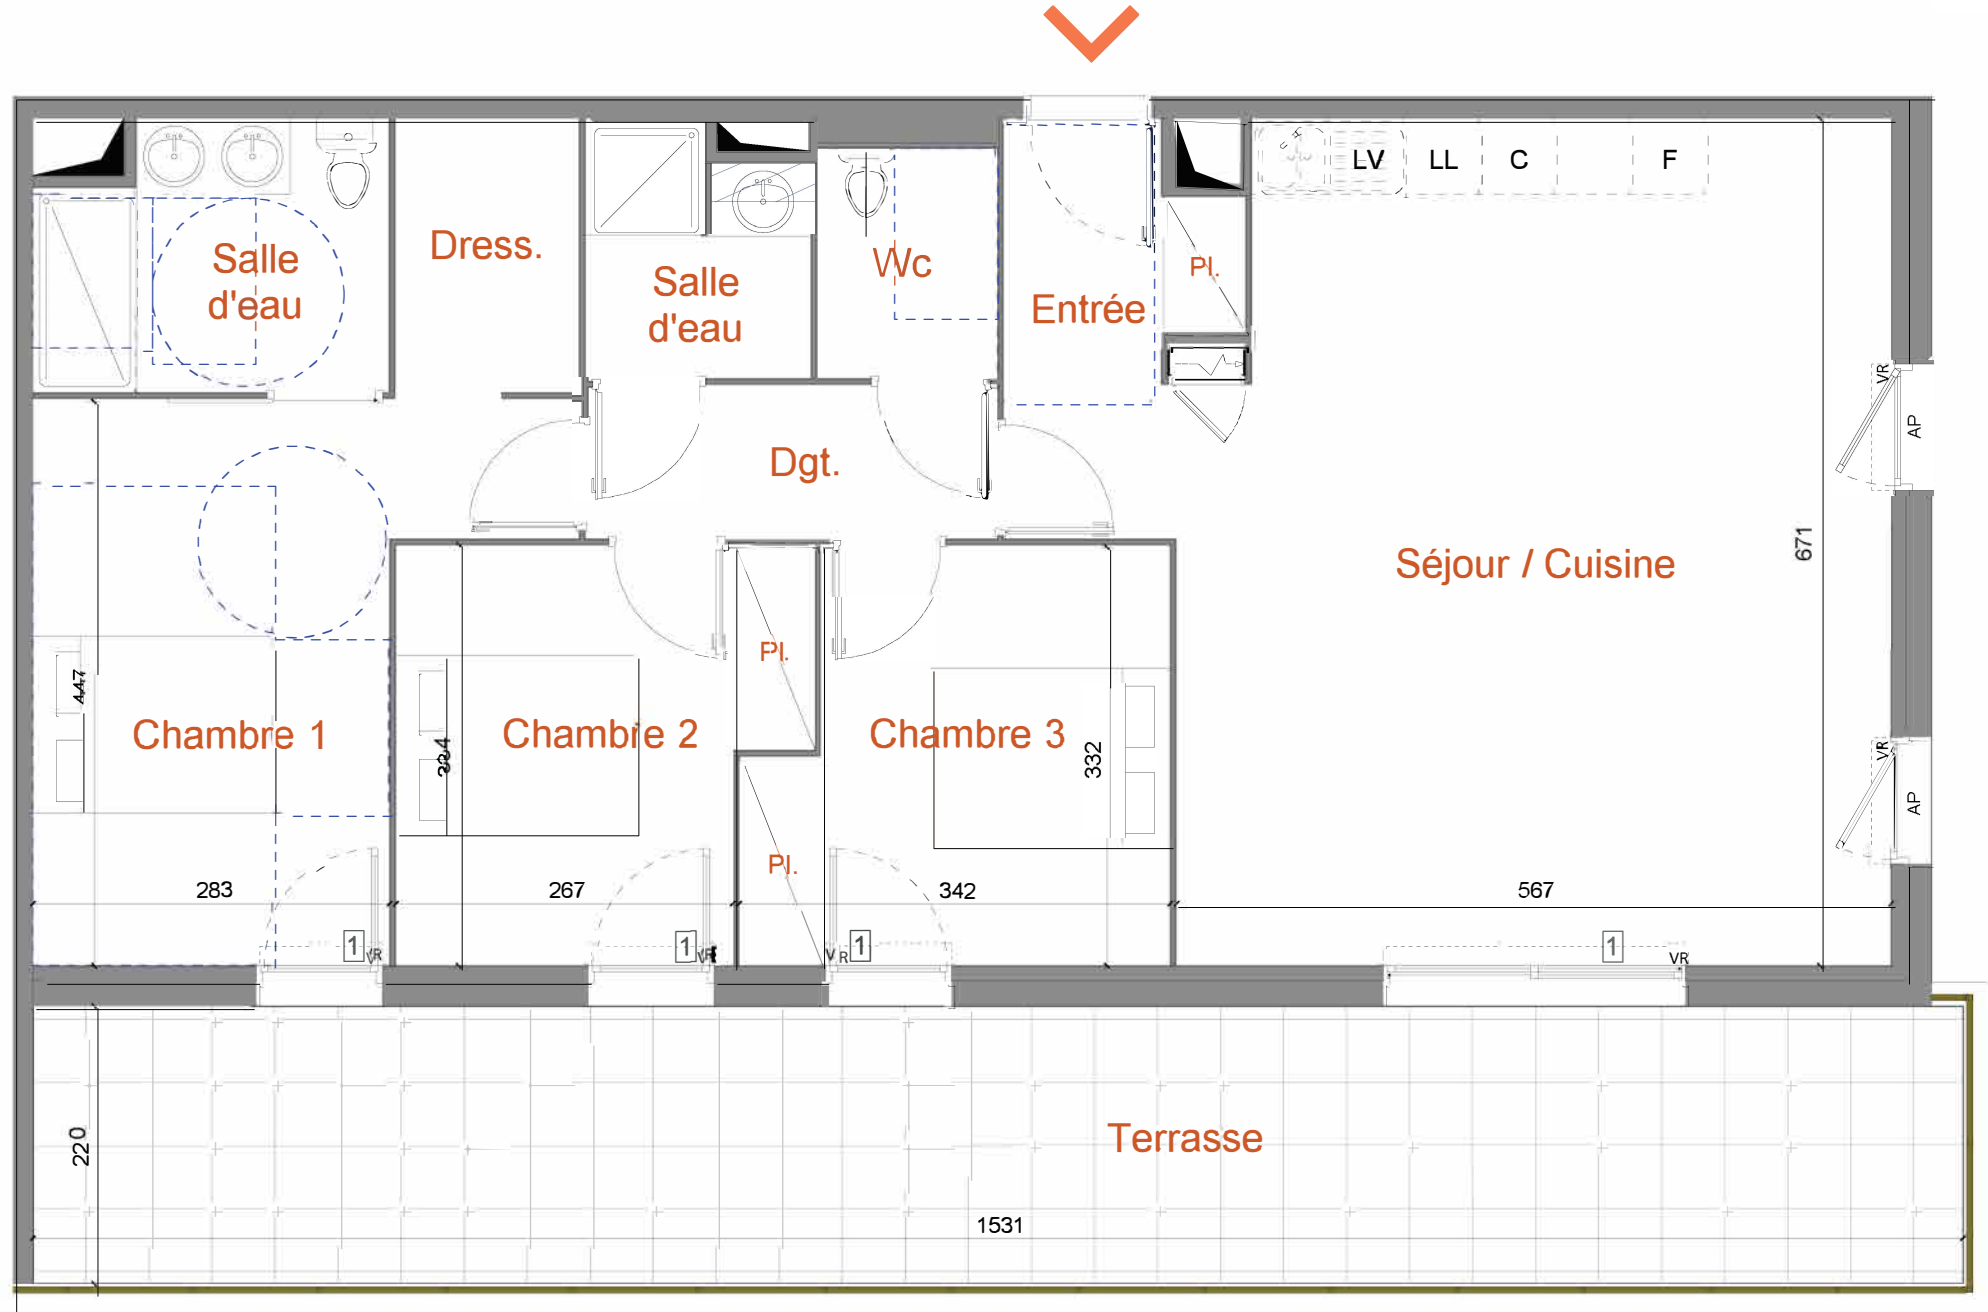 LV LL C F
Salle
d'eau
Dress.
Salle
d'eau
Wc
Entrée
Pl.
VR
AP
Dgt.
Séjour / Cuisine
671
Pl.
447
Chambre 1
Chambre 2
Chambre 3
332
VR
AP
Pl.
283
267
342
567
1
VR
1
VR
VR
1
1
VR
Terrasse
220
1531